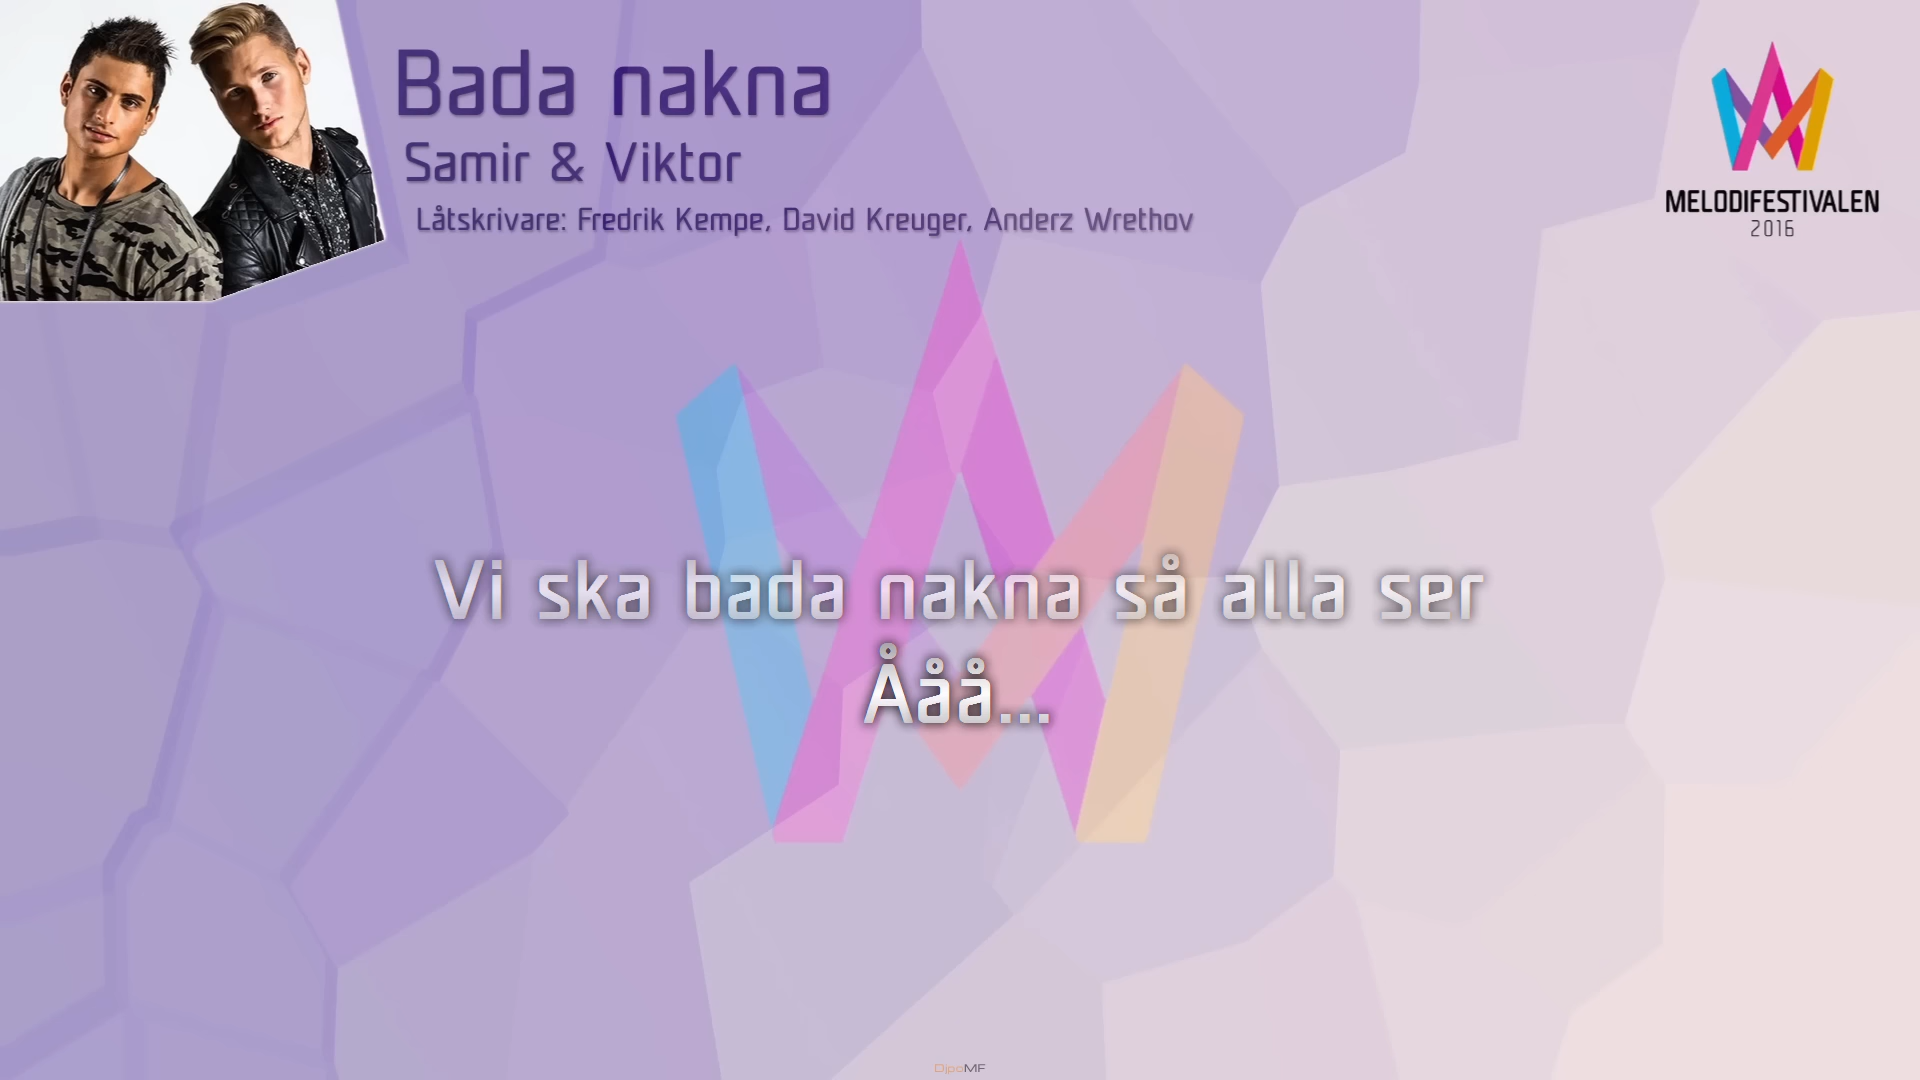 Bada nakna
Samir & Viktor
Låtskrivare: Fredrik Kempe, David Kreuger, Anderz Wrethov
MELODIFESTIVALEN
2016
Vi ska bada nakna så alla ser
Ååå...
DjpoMF